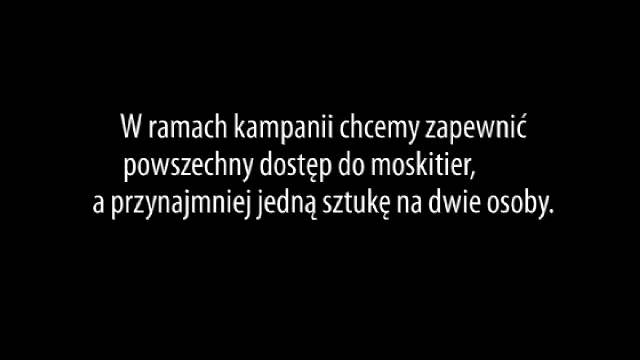 W ramach kampanii chcemy zapewnić
powszechny dostęp do moskitier,
a przynajmniej jedną sztukę na dwie osoby.